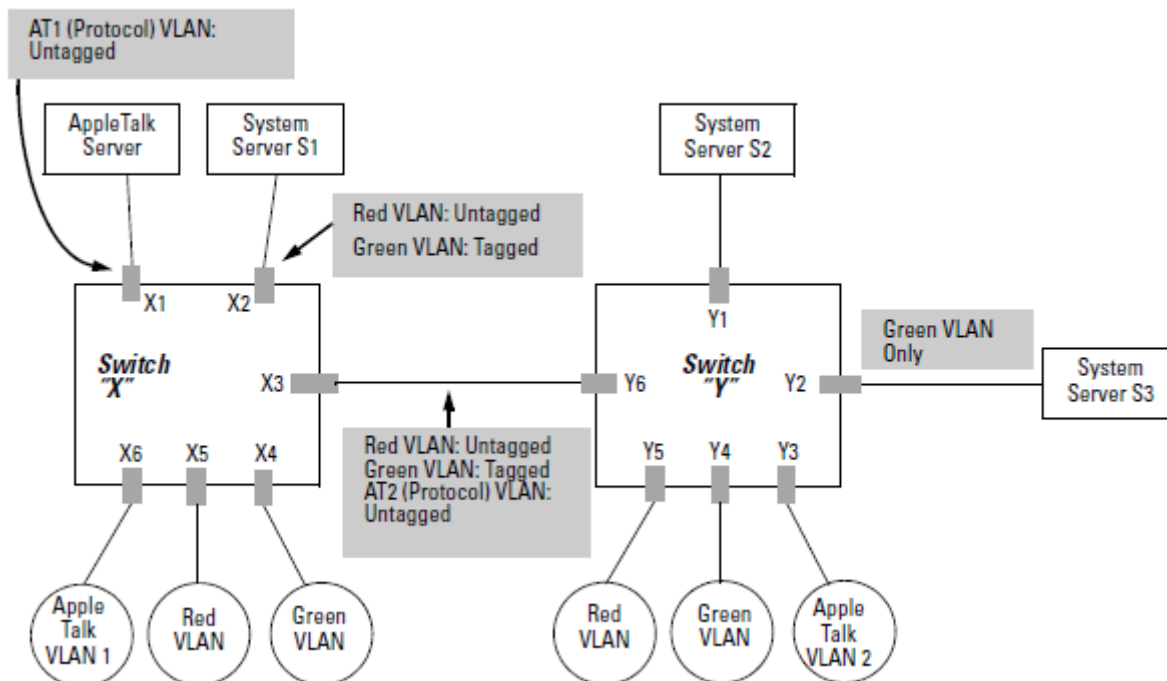 AT1 (Protocol) VLAN:
Untagged
AppleTalk
Server
System
Server S1
System
Server S2
Red VLAN: Untagged
Green VLAN: Tagged
X1
X2
Y1
Green VLAN
Only
Switch
"X"
X3
Y6
Switch
"Y"
Y2
System
Server S3
X6
X5
X4
Red VLAN: Untagged
Green VLAN: Tagged
AT2 (Protocol) VLAN:
Untagged
Y5
Y4
Y3
Apple
Talk
VLAN 1
Red
VLAN
Green
VLAN
Red
VLAN
Green
VLAN
Apple
Talk
VLAN 2